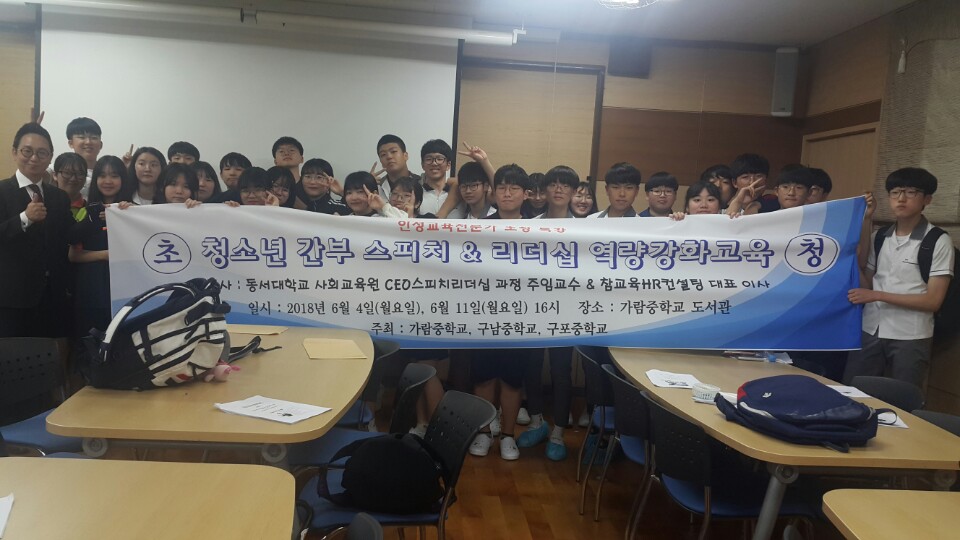 인성교육전문가 초청 특강
초 청소년 간부 스피치 & 리더십 역량강화교육 청
사 : 동서대학교 사회교육원 CEO스피치리더십 과정 주임교수 & 참교육HR컨설팅 대표 이사
일시 : 2018년 6월 4일(월요일), 6월 11일(월요일) 16시 장소 : 가람중학교 도서관
주최 : 가람중학교, 구남중학교, 구포중학교